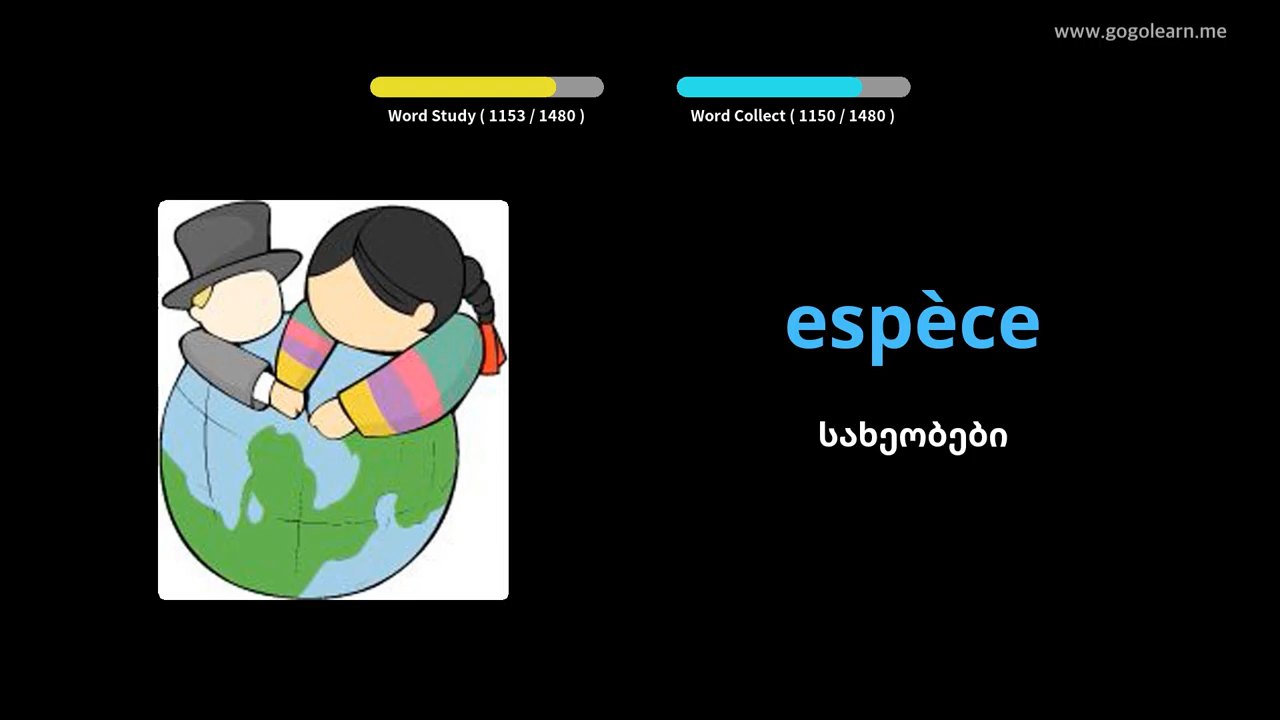 www.gogolearn.me
Word Study ( 1153 / 1480 )
Word Collect ( 1150 / 1480 )
espèce
სახეობები